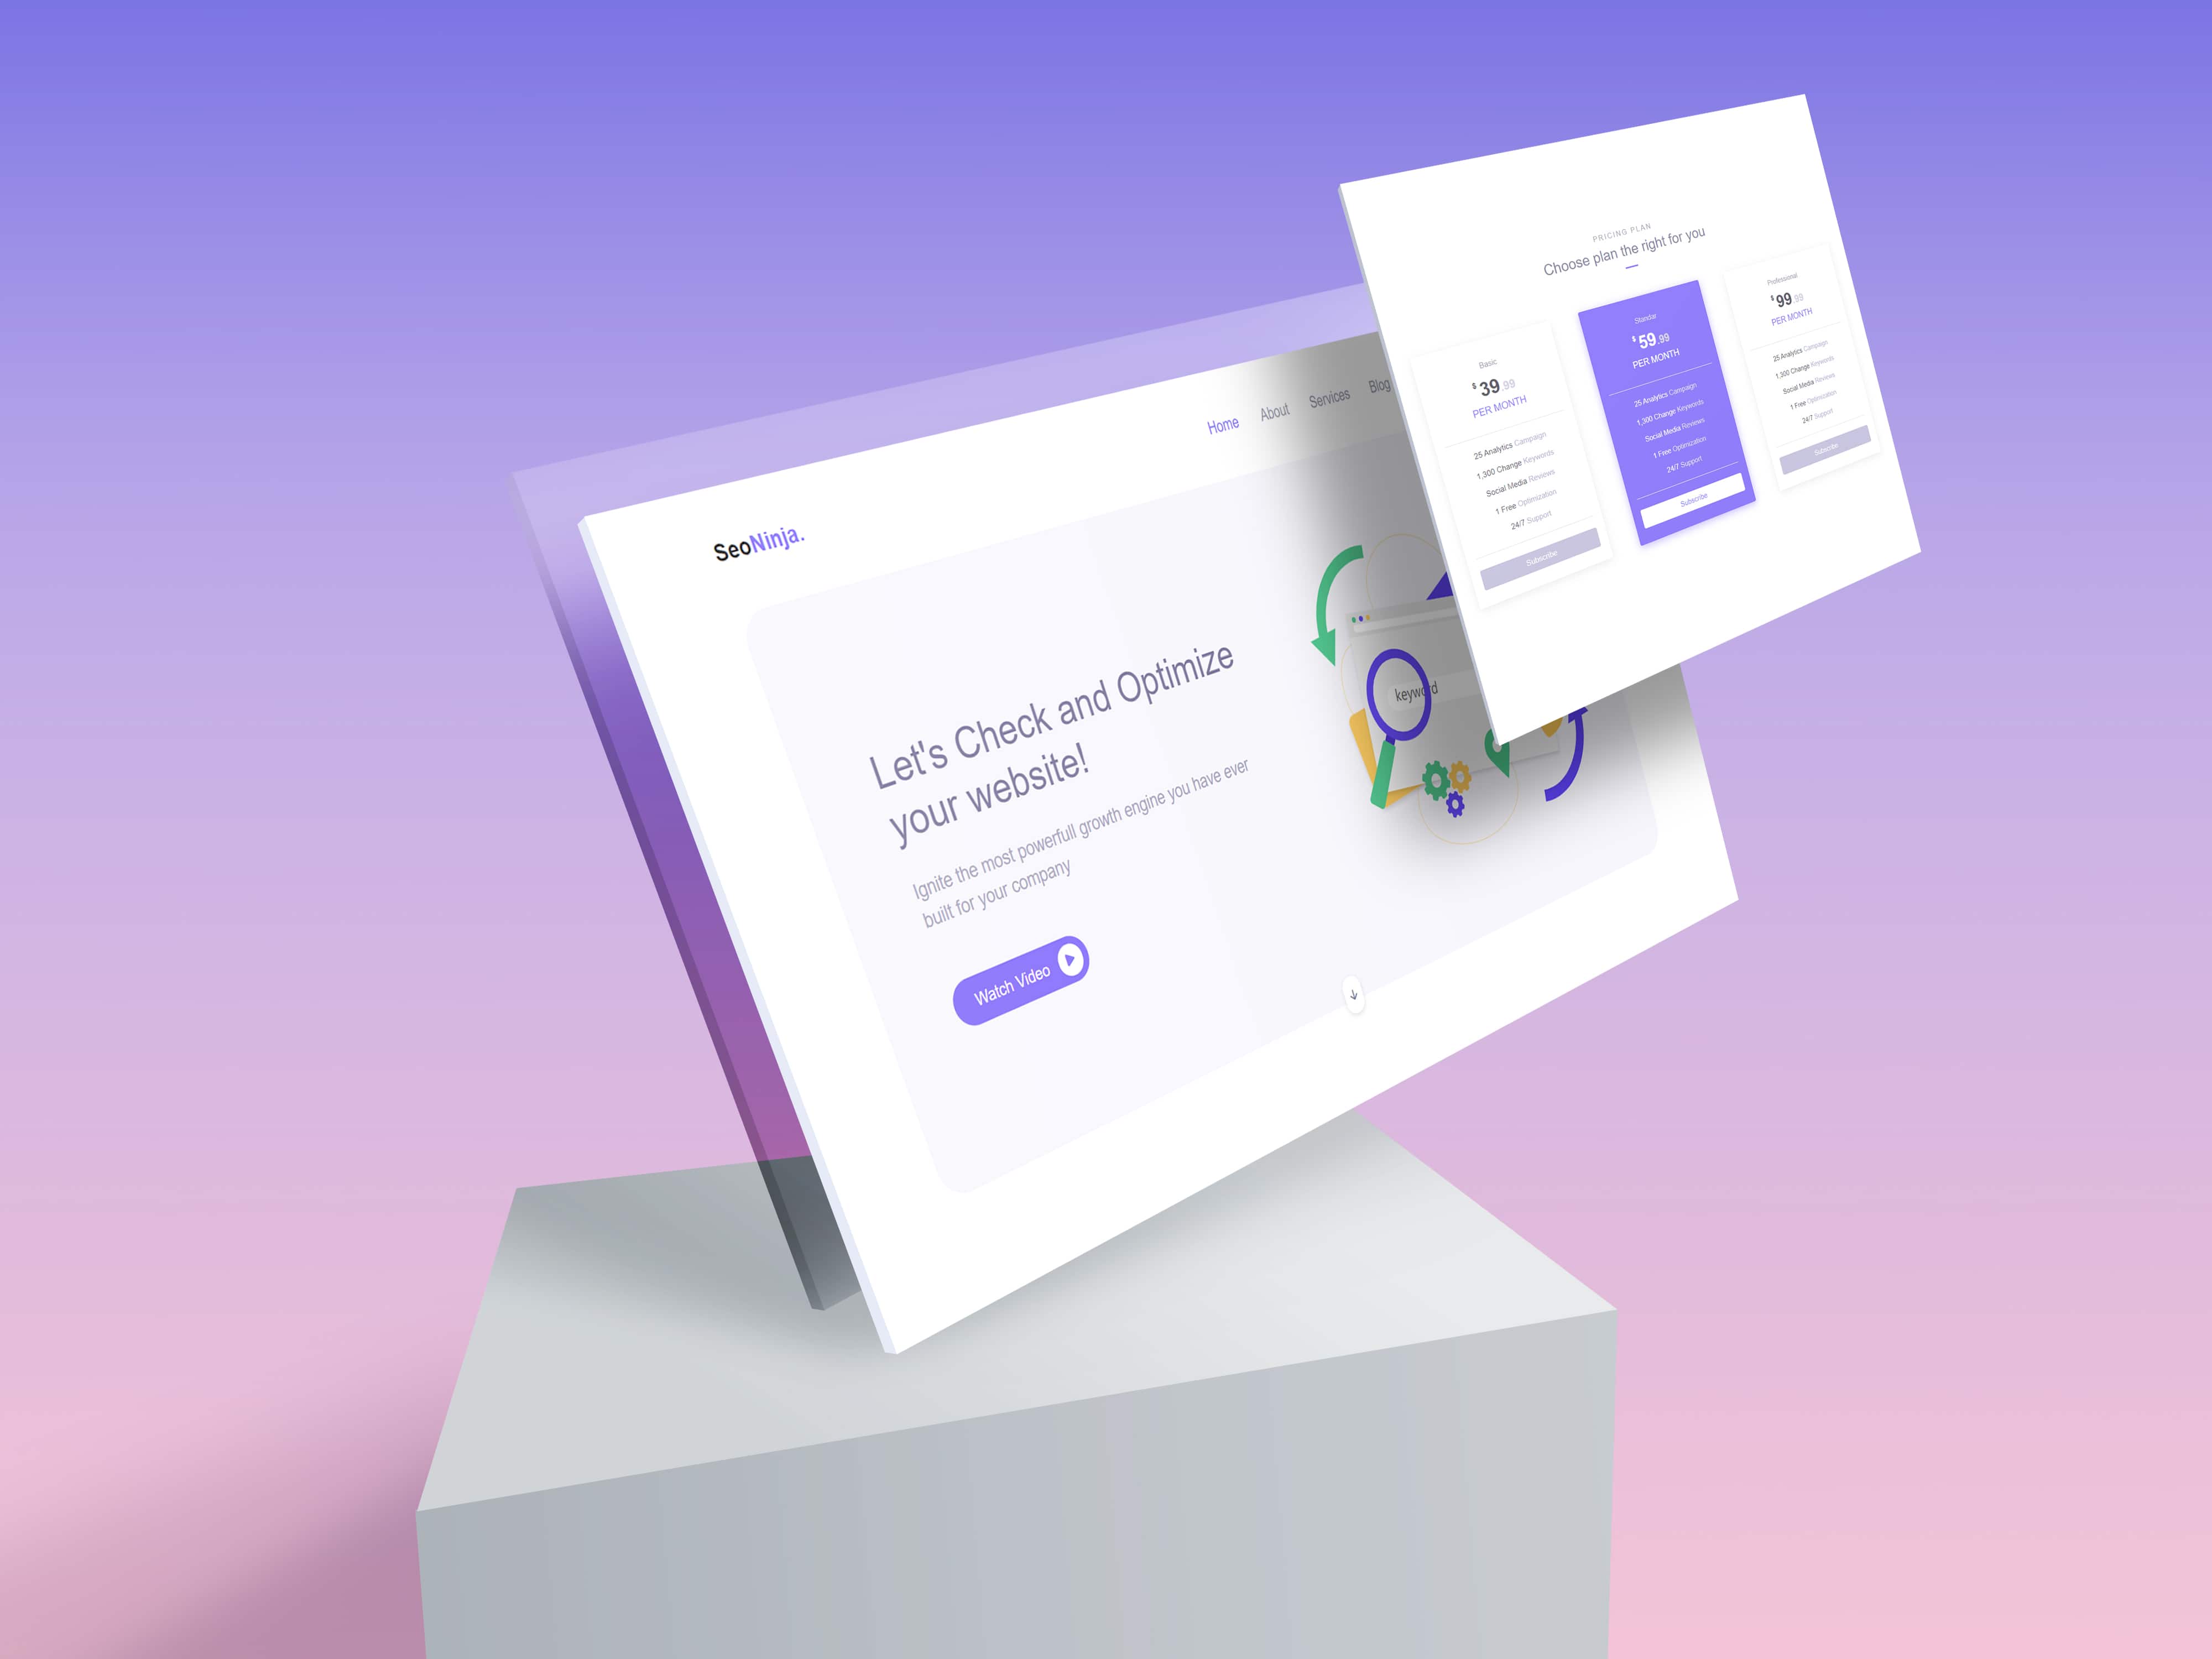 SeoNinja.
Home About Services Blog
Let's Check and Optimize
your website!
Ignite the most powerfull growth engine you have ever
built for your company
Watch Video
keyword
PRICING PLAN
Choose plan the right for you
Basic
$ 39.99
PER MONTH
25 Analytics Campaign
1,300 Change Keywords
Social Media Reviews
1 Free Optimization
24/7 Support
Subscribe
Standar
$ 59.99
PER MONTH
25 Analytics Campaign
1,300 Change Keywords
Social Media Reviews
1 Free Optimization
24/7 Support
Subscribe
Professional
$ 99.99
PER MONTH
25 Analytics Campaign
1,300 Change Keywords
Social Media Reviews
1 Free Optimization
24/7 Support
Subscribe